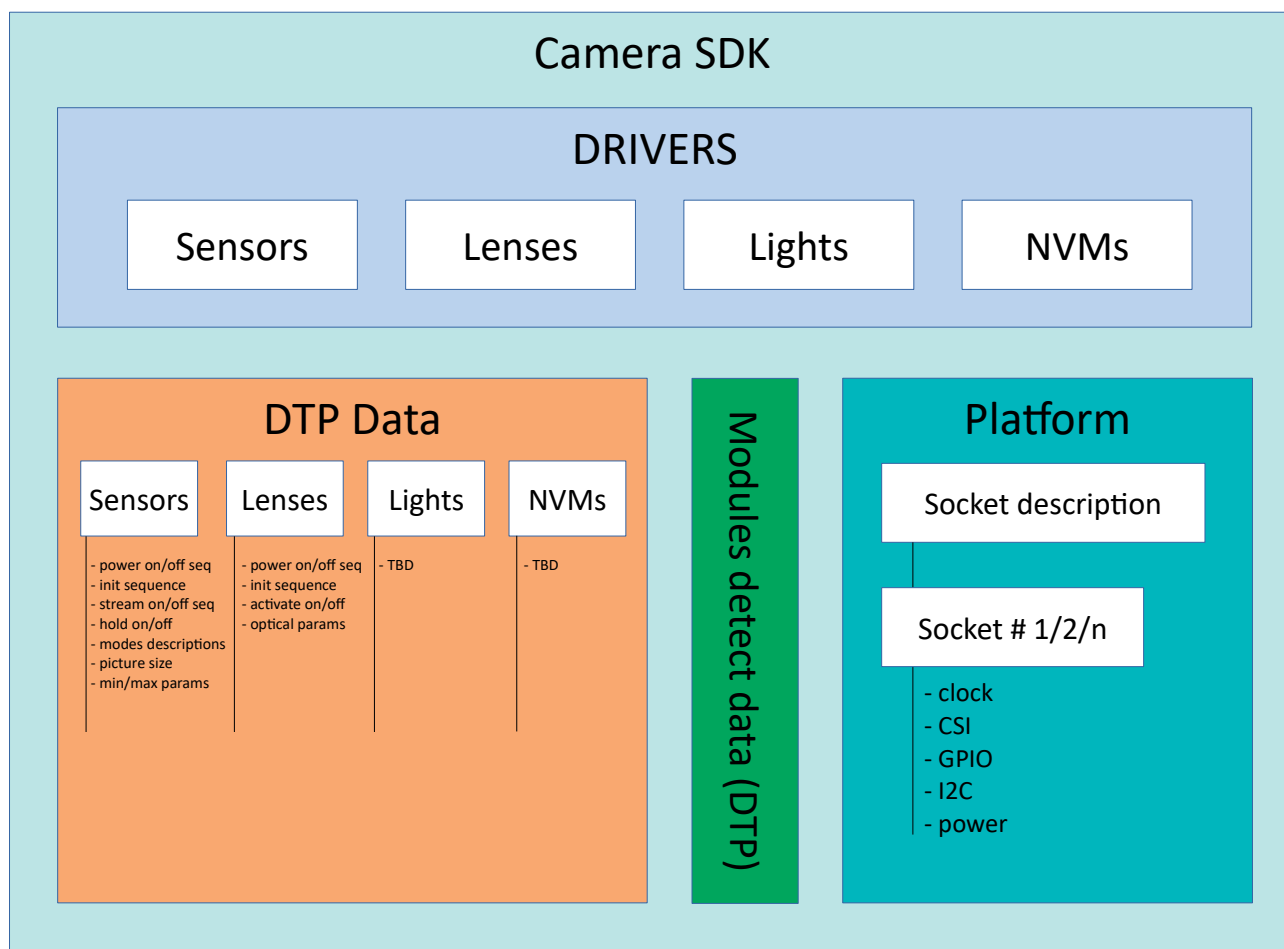 Camera SDK
DRIVERS
Sensors
Lenses
Lights
NVMs
DTP Data
Sensors
- power on/off seq
- init sequence
- stream on/off seq
- hold on/off
- modes descriptions
- picture size
- min/max params
Lenses
- power on/off seq
- init sequence
- activate on/off
- optical params
Lights
- TBD
NVMs
- TBD
Modules detect data (DTP)
Platform
Socket description
Socket # 1/2/n
- clock
- CSI
- GPIO
- I2C
- power